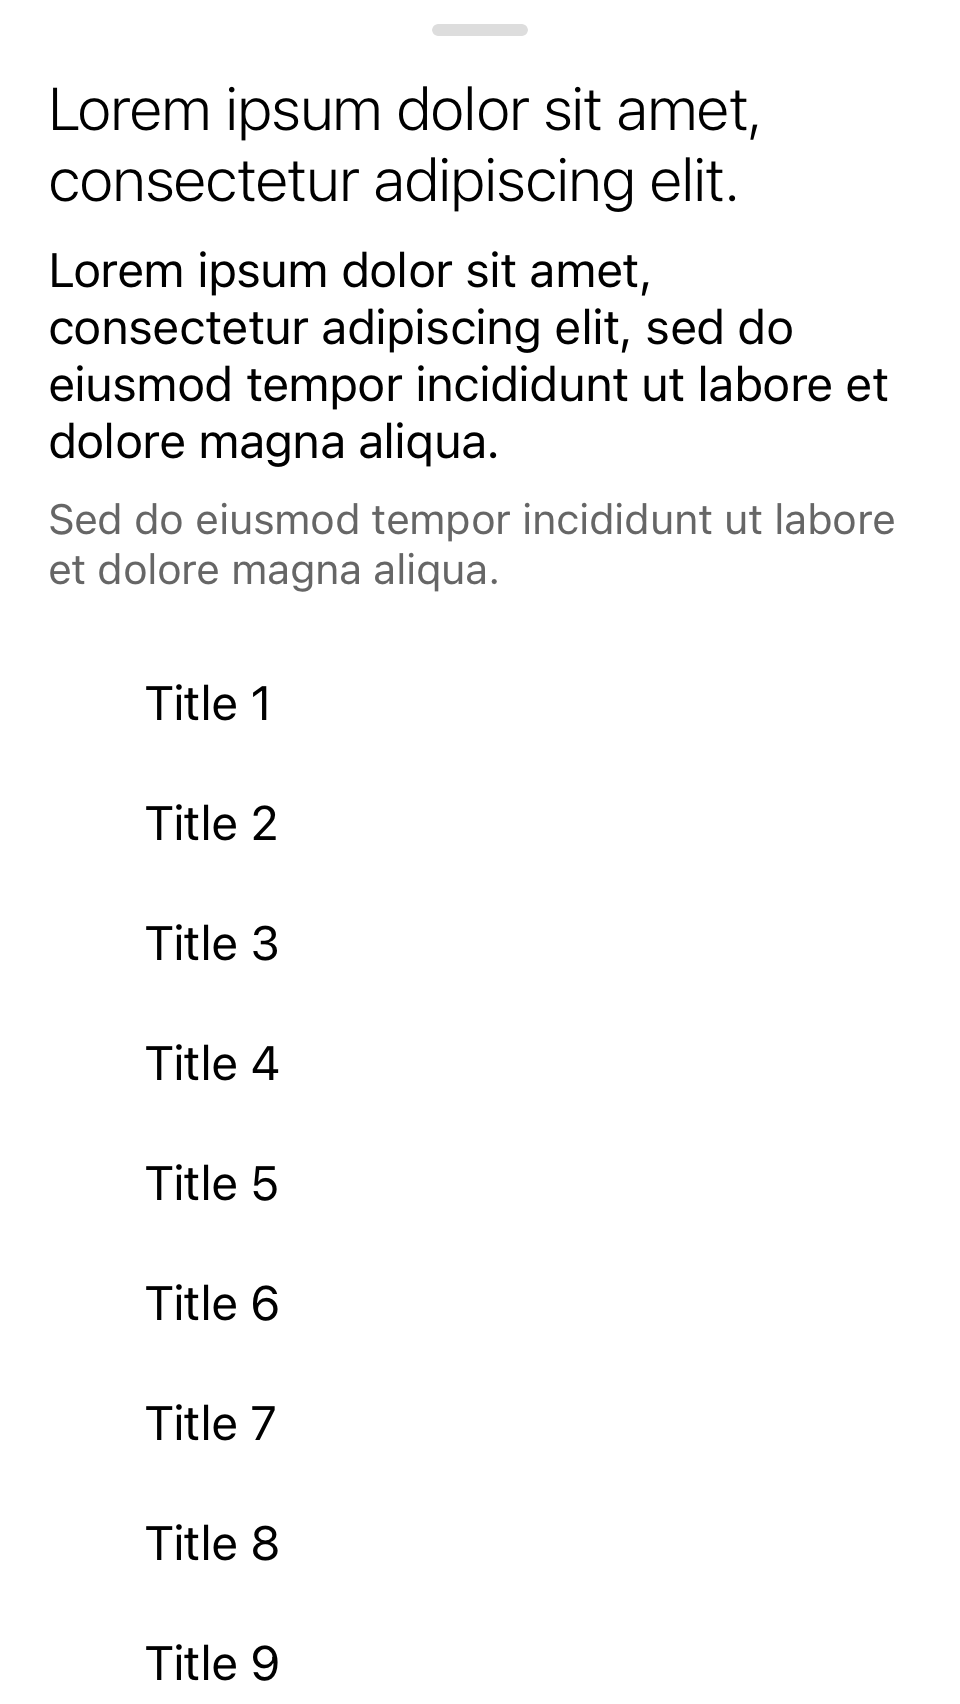 Lorem ipsum dolor sit amet,
consectetur adipiscing elit.
Lorem ipsum dolor sit amet,
consectetur adipiscing elit, sed do
eiusmod tempor incididunt ut labore et
dolore magna aliqua.
Sed do eiusmod tempor incididunt ut labore
et dolore magna aliqua.
Title 1
Title 2
Title 3
Title 4
Title 5
Title 6
Title 7
Title 8
Title 9